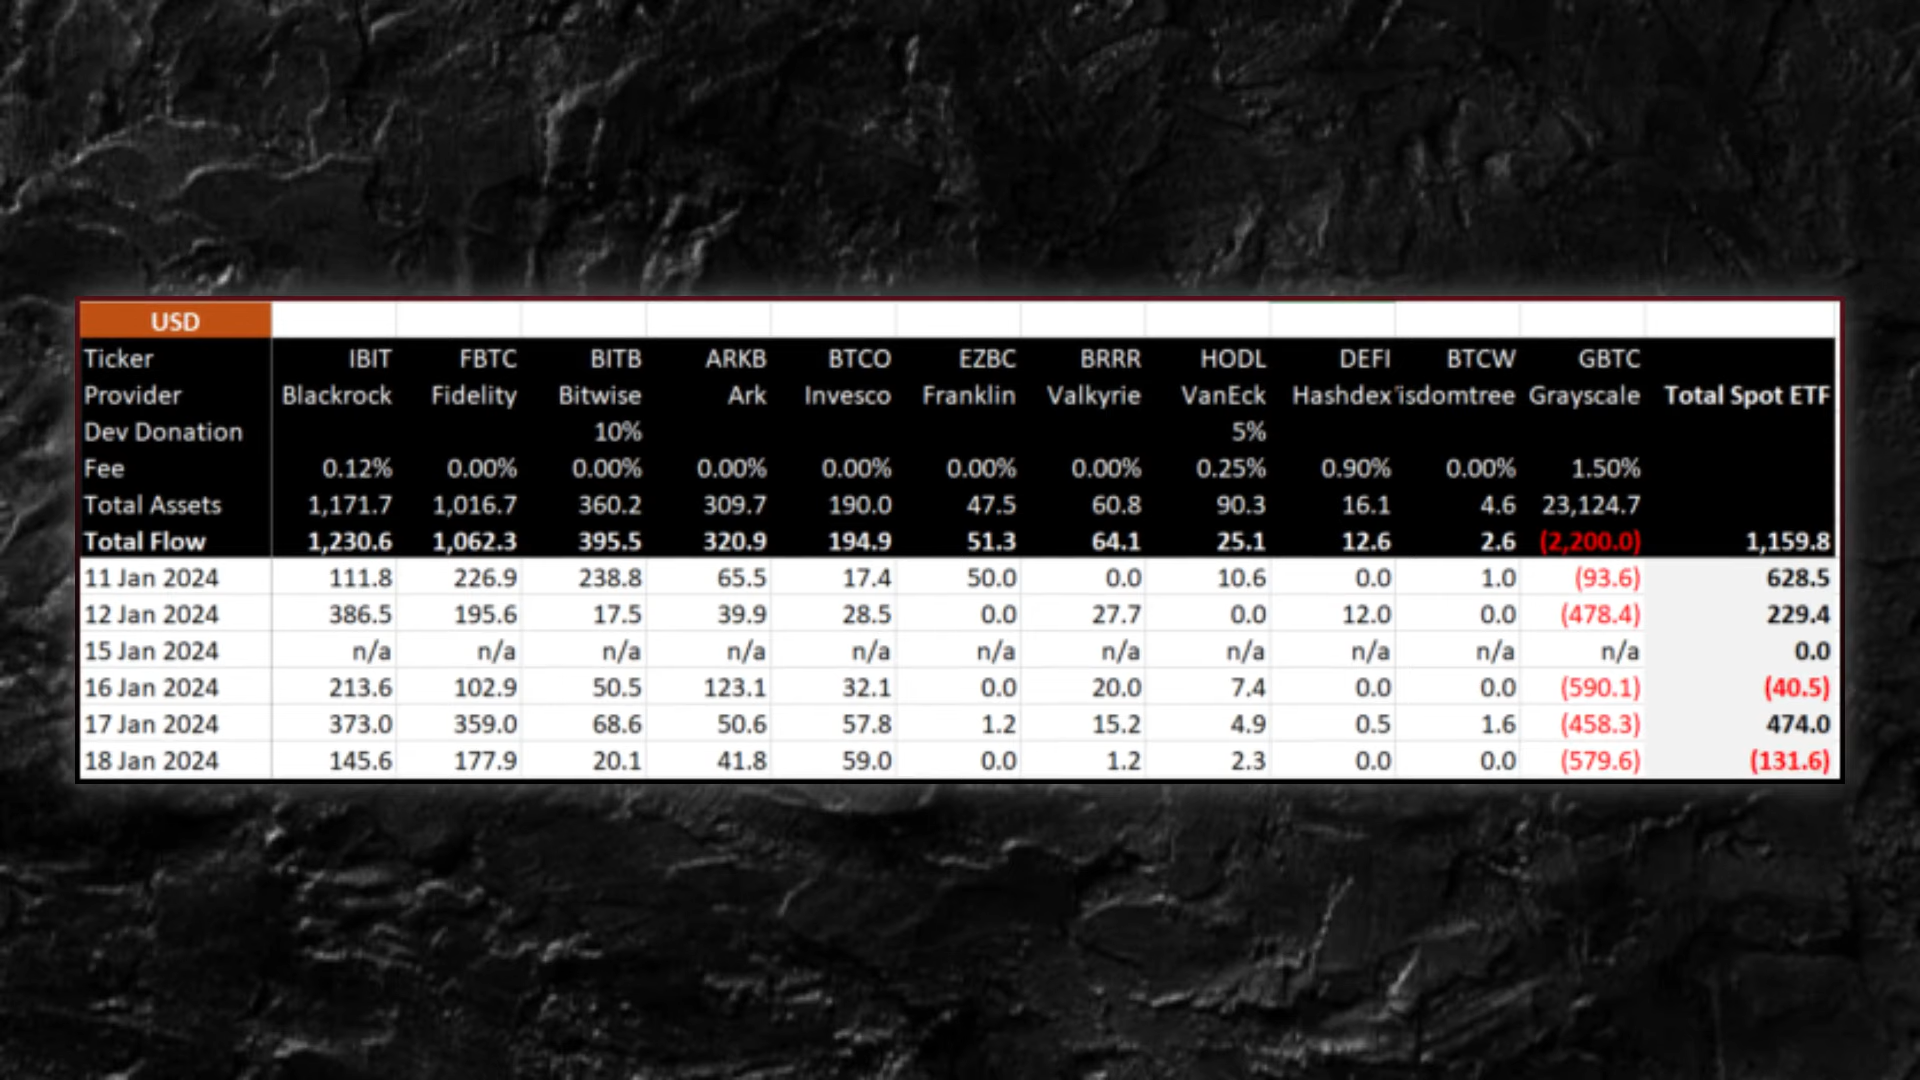 USD
Ticker IBIT FBTC BITB ARKB BTCO EZBC BRRR HODL DEFI BTCW GBTC
Provider Blackrock Fidelity Bitwise Ark Invesco Franklin Valkyrie VanEck Hashdex isdomtree Grayscale Total Spot ETF
Dev Donation 10% 5%
Fee 0.12% 0.00% 0.00% 0.00% 0.00% 0.00% 0.00% 0.25% 0.90% 0.00% 1.50%
Total Assets 1,171.7 1,016.7 360.2 309.7 190.0 47.5 60.8 90.3 16.1 4.6 23,124.7
Total Flow 1,230.6 1,062.3 395.5 320.9 194.9 51.3 64.1 25.1 12.6 2.6 (2,200.0) 1,159.8
11 Jan 2024 111.8 226.9 238.8 65.5 17.4 50.0 0.0 10.6 0.0 1.0 (93.6) 628.5
12 Jan 2024 386.5 195.6 17.5 39.9 28.5 0.0 27.7 0.0 12.0 0.0 (478.4) 229.4
15 Jan 2024 n/a n/a n/a n/a n/a n/a n/a n/a n/a n/a n/a 0.0
16 Jan 2024 213.6 102.9 50.5 123.1 32.1 0.0 20.0 7.4 0.0 0.0 (590.1) (40.5)
17 Jan 2024 373.0 359.0 68.6 50.6 57.8 1.2 15.2 4.9 0.5 1.6 (458.3) 474.0
18 Jan 2024 145.6 177.9 20.1 41.8 59.0 0.0 1.2 2.3 0.0 0.0 (579.6) (131.6)